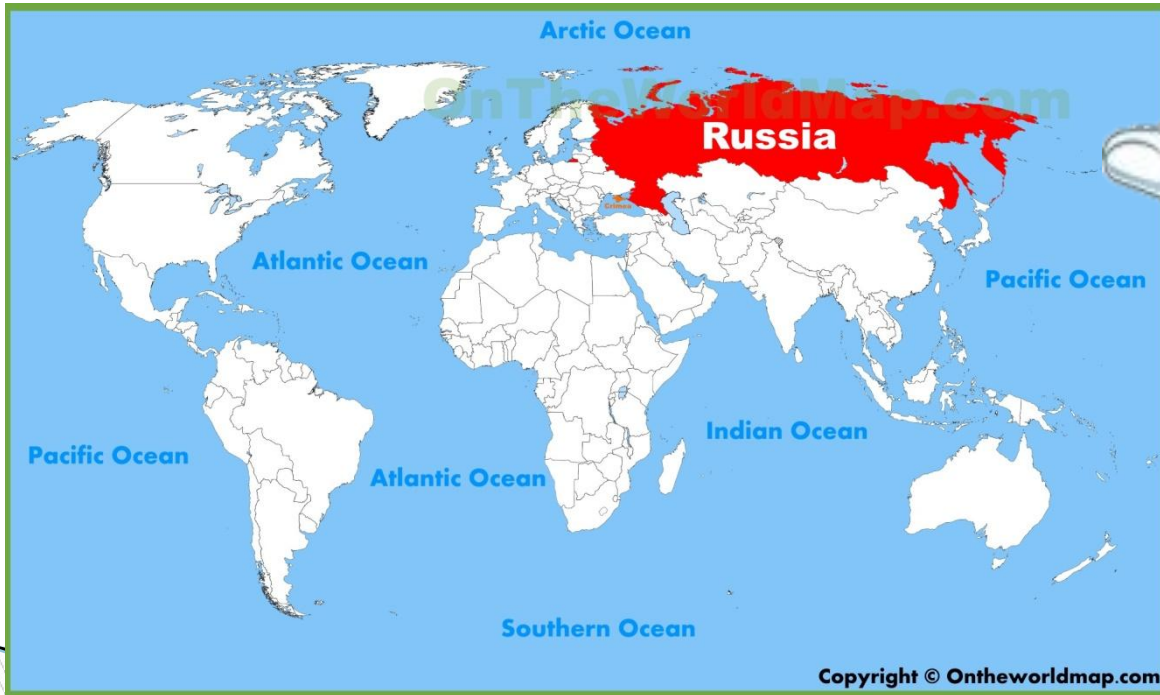 Arctic Ocean
OnTheWorldMap.com
Russia
Crimea
Atlantic Ocean
Pacific Ocean
Indian Ocean
Pacific Ocean
Atlantic Ocean
Southern Ocean
Copyright © Ontheworldmap.com